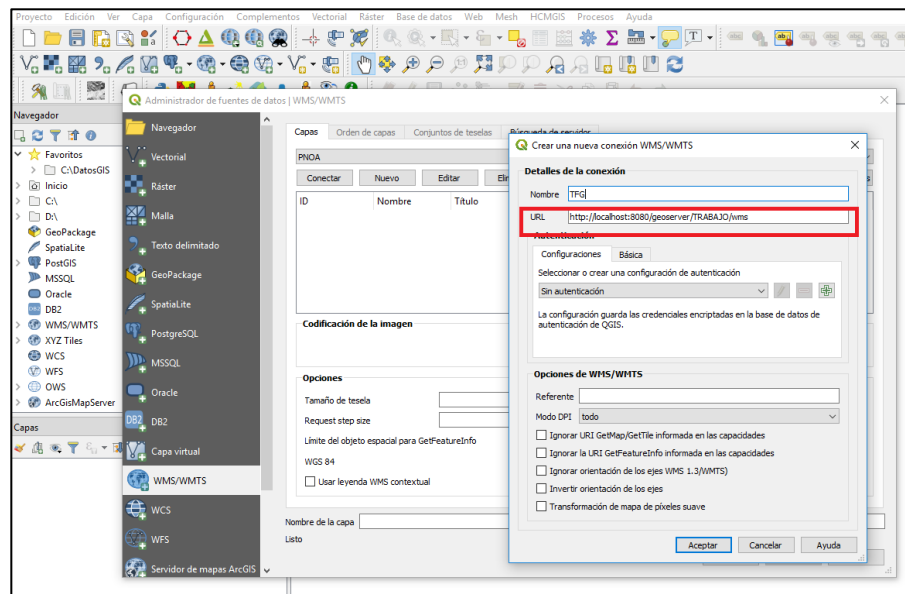 Proyecto Edición Ver Capa Configuración Complementos Vectorial Ráster Base de datos Web Mesh HCMGIS Procesos Ayuda
Navegador
Favoritos
C:\DatosGIS
Inicio
C:\
D:\
GeoPackage
SpatiaLite
PostGIS
MSSQL
Oracle
DB2
WMS/WMTS
XYZ Tiles
WCS
WFS
OWS
ArcGisMapServer
Capas
Administrador de fuentes de datos | WMS/WMTS
Navegador
Vectorial
Ráster
Malla
Texto delimitado
GeoPackage
SpatiaLite
PostgreSQL
MSSQL
Oracle
DB2 DB2
Capa virtual
WMS/WMTS
WCS
WFS
Servidor de mapas ArcGIS
Capas Orden de capas Conjuntos de teselas Búsqueda de servidor
PNOA
Conectar Nuevo Editar
ID Nombre Título
Codificación de la imagen
Opciones
Tamaño de tesela
Request step size
Límite del objeto espacial para GetFeatureInfo
WGS 84
Usar leyenda WMS contextual
Nombre de la capa
Listo
Crear una nueva conexión WMS/WMTS
Detalles de la conexión
Nombre TFG
URL http://localhost:8080/geoserver/TRABAJO/wms
Autenticación
Configuraciones Básica
Seleccionar o crear una configuración de autenticación
Sin autenticación
La configuración guarda las credenciales encriptadas en la base de datos de
autenticación de QGIS.
Opciones de WMS/WMTS
Referente
Modo DPI todo
Ignorar URI GetMap/GetTile informada en las capacidades
Ignorar la URI GetFeatureInfo informada en las capacidades
Ignorar orientación de los ejes WMS 1.3/WMTS)
Invertir orientación de los ejes
Transformación de mapa de píxeles suave
Aceptar Cancelar Ayuda